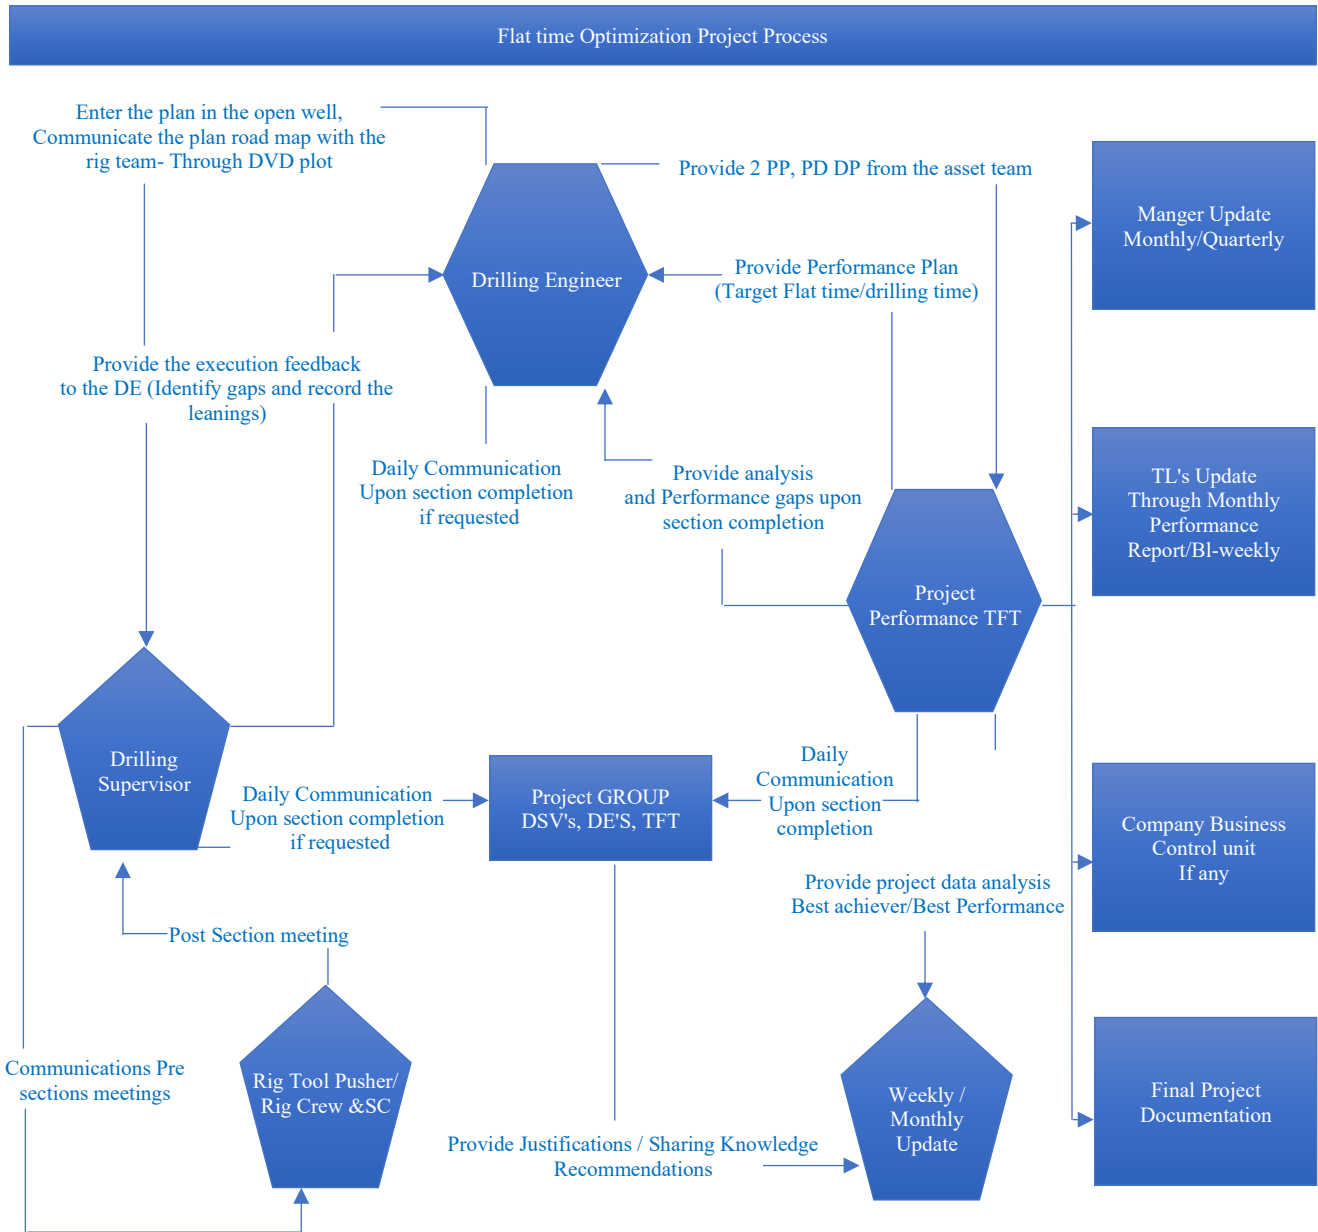 Flat time Optimization Project Process
Enter the plan in the open well,
Communicate the plan road map with the
rig team- Through DVD plot
Provide 2 PP, PD DP from the asset team
Manger Update
Monthly/Quarterly
Drilling Engineer
Provide Performance Plan
(Target Flat time/drilling time)
Provide the execution feedback
to the DE (Identify gaps and record the
leanings)
Daily Communication
Upon section completion
if requested
Provide analysis
and Performance gaps upon
section completion
TL's Update
Through Monthly
Performance
Report/Bl-weekly
Project
Performance TFT
Drilling
Supervisor
Daily Communication
Upon section completion
if requested
Project GROUP
DSV's, DE'S, TFT
Daily
Communication
Upon section
completion
Company Business
Control unit
If any
Provide project data analysis
Best achiever/Best Performance
Post Section meeting
Communications Pre
sections meetings
Rig Tool Pusher/
Rig Crew &SC
Weekly /
Monthly
Update
Final Project
Documentation
Provide Justifications / Sharing Knowledge
Recommendations